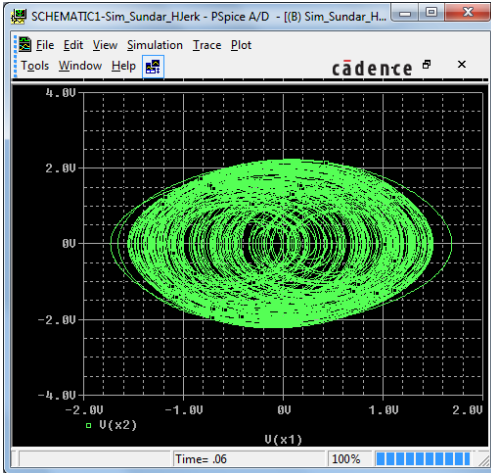 SCHEMATIC1-Sim_Sundar_HJerk - PSpice A/D - [(B) Sim_Sundar_H...
File Edit View Simulation Trace Plot
Tools Window Help cādence
4.0V
2.0V
0V
-2.0V
-4.0V
-2.0V -1.0V 0V 1.0V 2.0V
V(x2)
V(x1)
Time= .06 100%